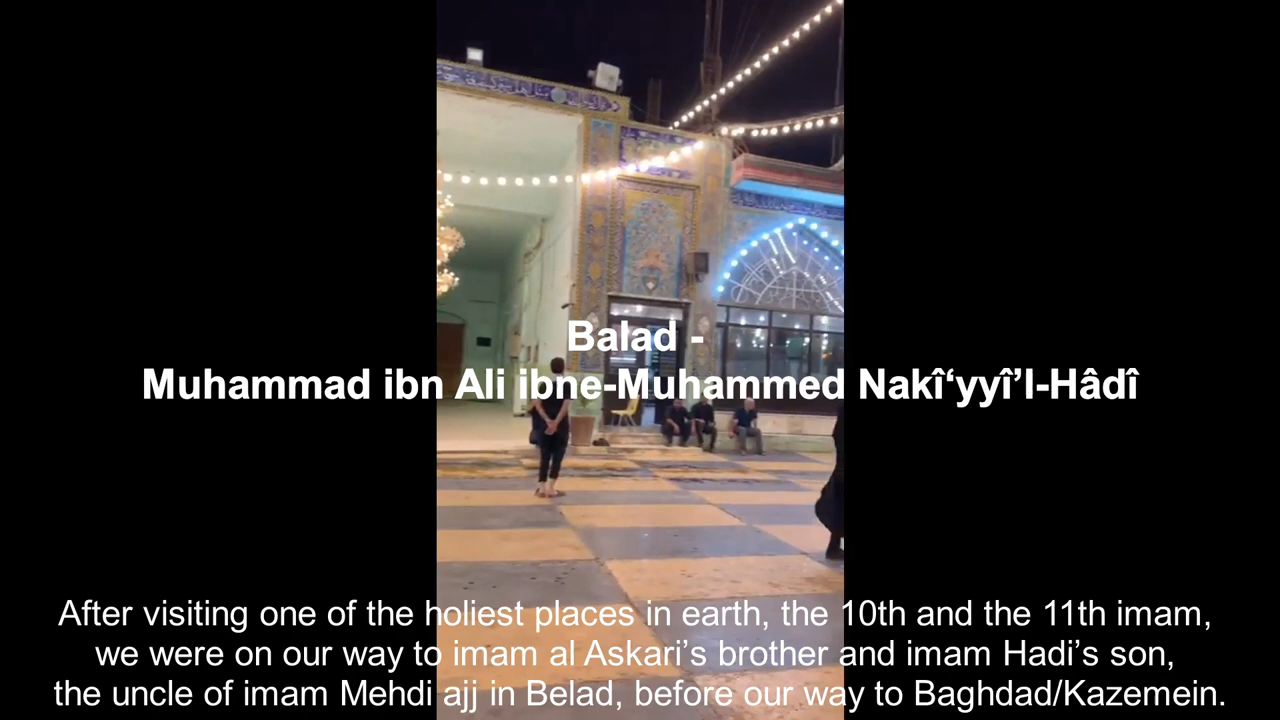 Balad -
Muhammad ibn Ali ibne-Muhammed Nakî‘yyî’l-Hâdî
After visiting one of the holiest places in earth, the 10th and the 11th imam,
we were on our way to imam al Askari’s brother and imam Hadi’s son,
the uncle of imam Mehdi ajj in Belad, before our way to Baghdad/Kazemein.